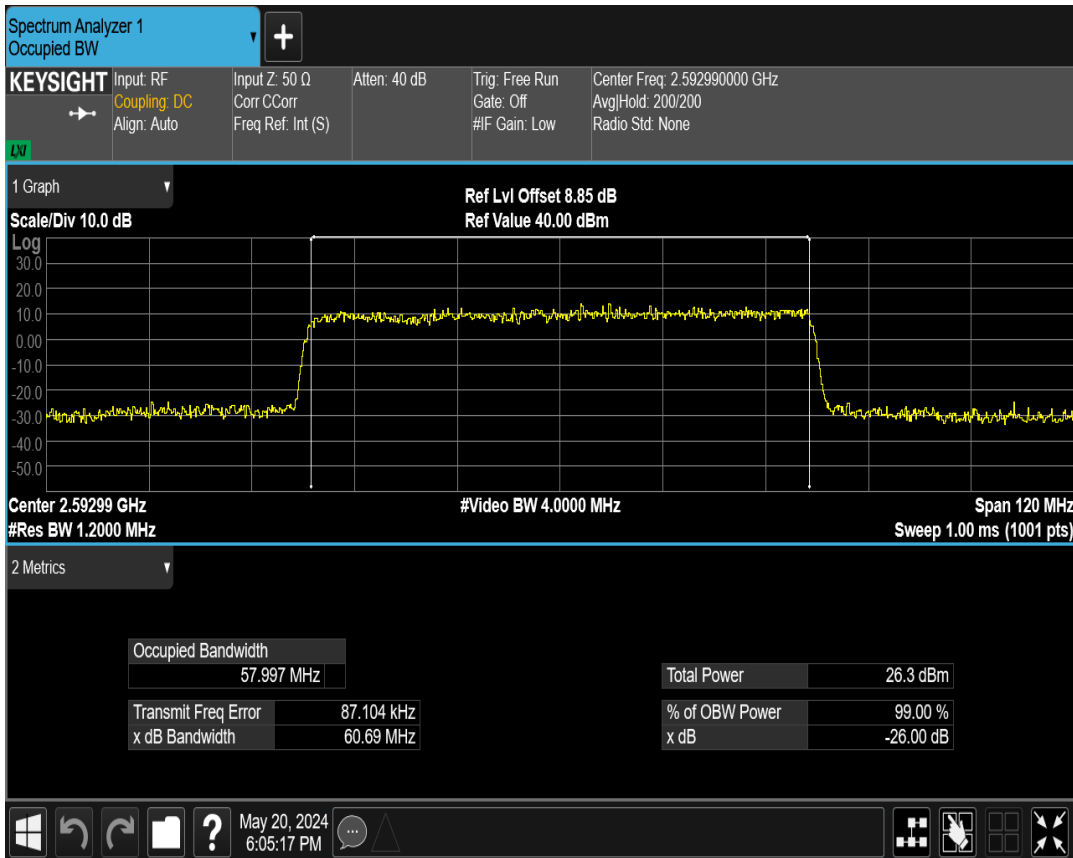 Spectrum Analyzer 1
Occupied BW
KEYSIGHT
LXI
Input: RF
Coupling: DC
Align: Auto
Input Z: 50 Ω
Corr CCorr
Freq Ref: Int (S)
Atten: 40 dB
Trig: Free Run
Gate: Off
#IF Gain: Low
Center Freq: 2.592990000 GHz
Avg|Hold: 200/200
Radio Std: None
1 Graph
Scale/Div 10.0 dB
Ref Lvl Offset 8.85 dB
Ref Value 40.00 dBm
Log
30.0
20.0
10.0
0.00
-10.0
-20.0
-30.0
-40.0
-50.0
Center 2.59299 GHz
#Video BW 4.0000 MHz
Span 120 MHz
#Res BW 1.2000 MHz
Sweep 1.00 ms (1001 pts)
2 Metrics
Occupied Bandwidth
57.997 MHz
Total Power 26.3 dBm
Transmit Freq Error 87.104 kHz
% of OBW Power 99.00 %
x dB Bandwidth 60.69 MHz
x dB -26.00 dB
?
May 20, 2024
6:05:17 PM